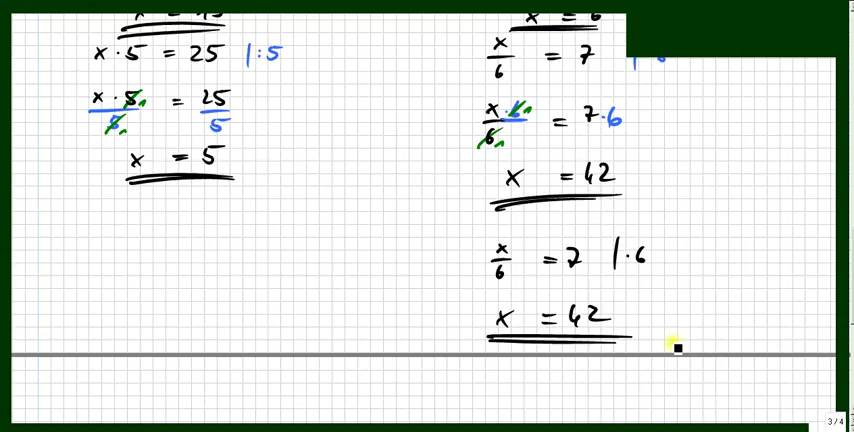 x · 5 = 25 | : 5
x · 5 / 5 = 25 / 5
x = 5
x = 6
x/6 = 7
x · 6 / 6 = 7 · 6
x = 42
x/6 = 7 | · 6
x = 42
3 / 4